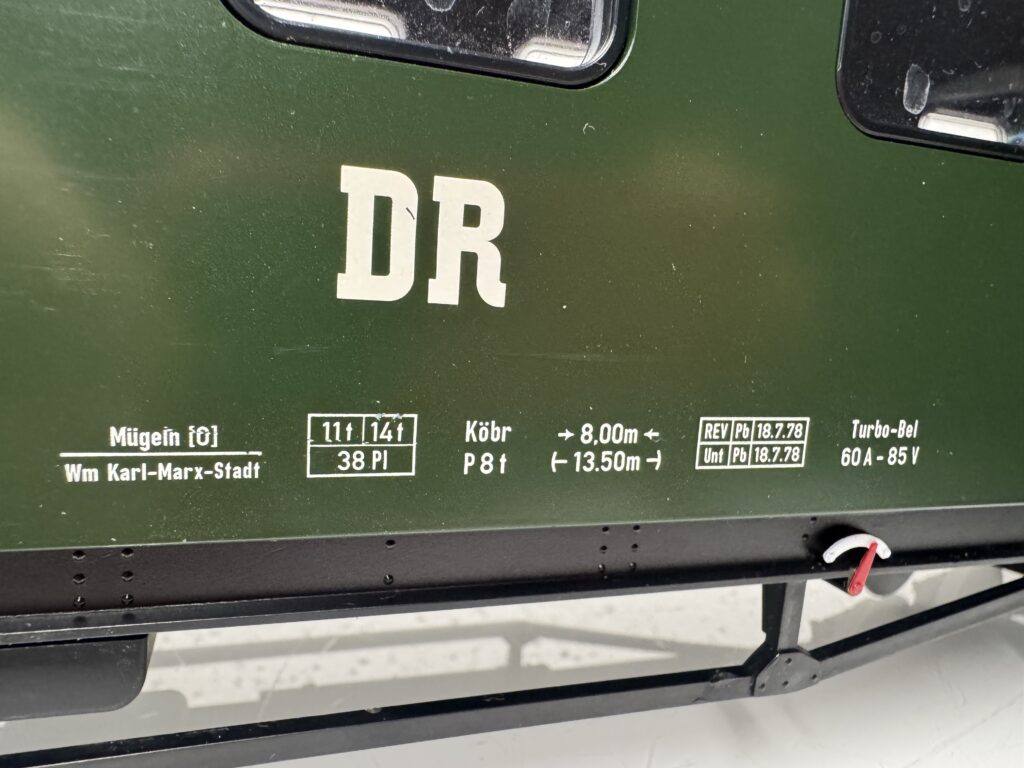 DR
Mügeln [Ö]
Wm Karl-Marx-Stadt
11t 14t
38 Pl
Köbr
P 8 t
→ 8,00m ←
(– 13.50m –)
REV Pb 18.7.78
Unt Pb 18.7.78
Turbo-Bel
60 A - 85 V